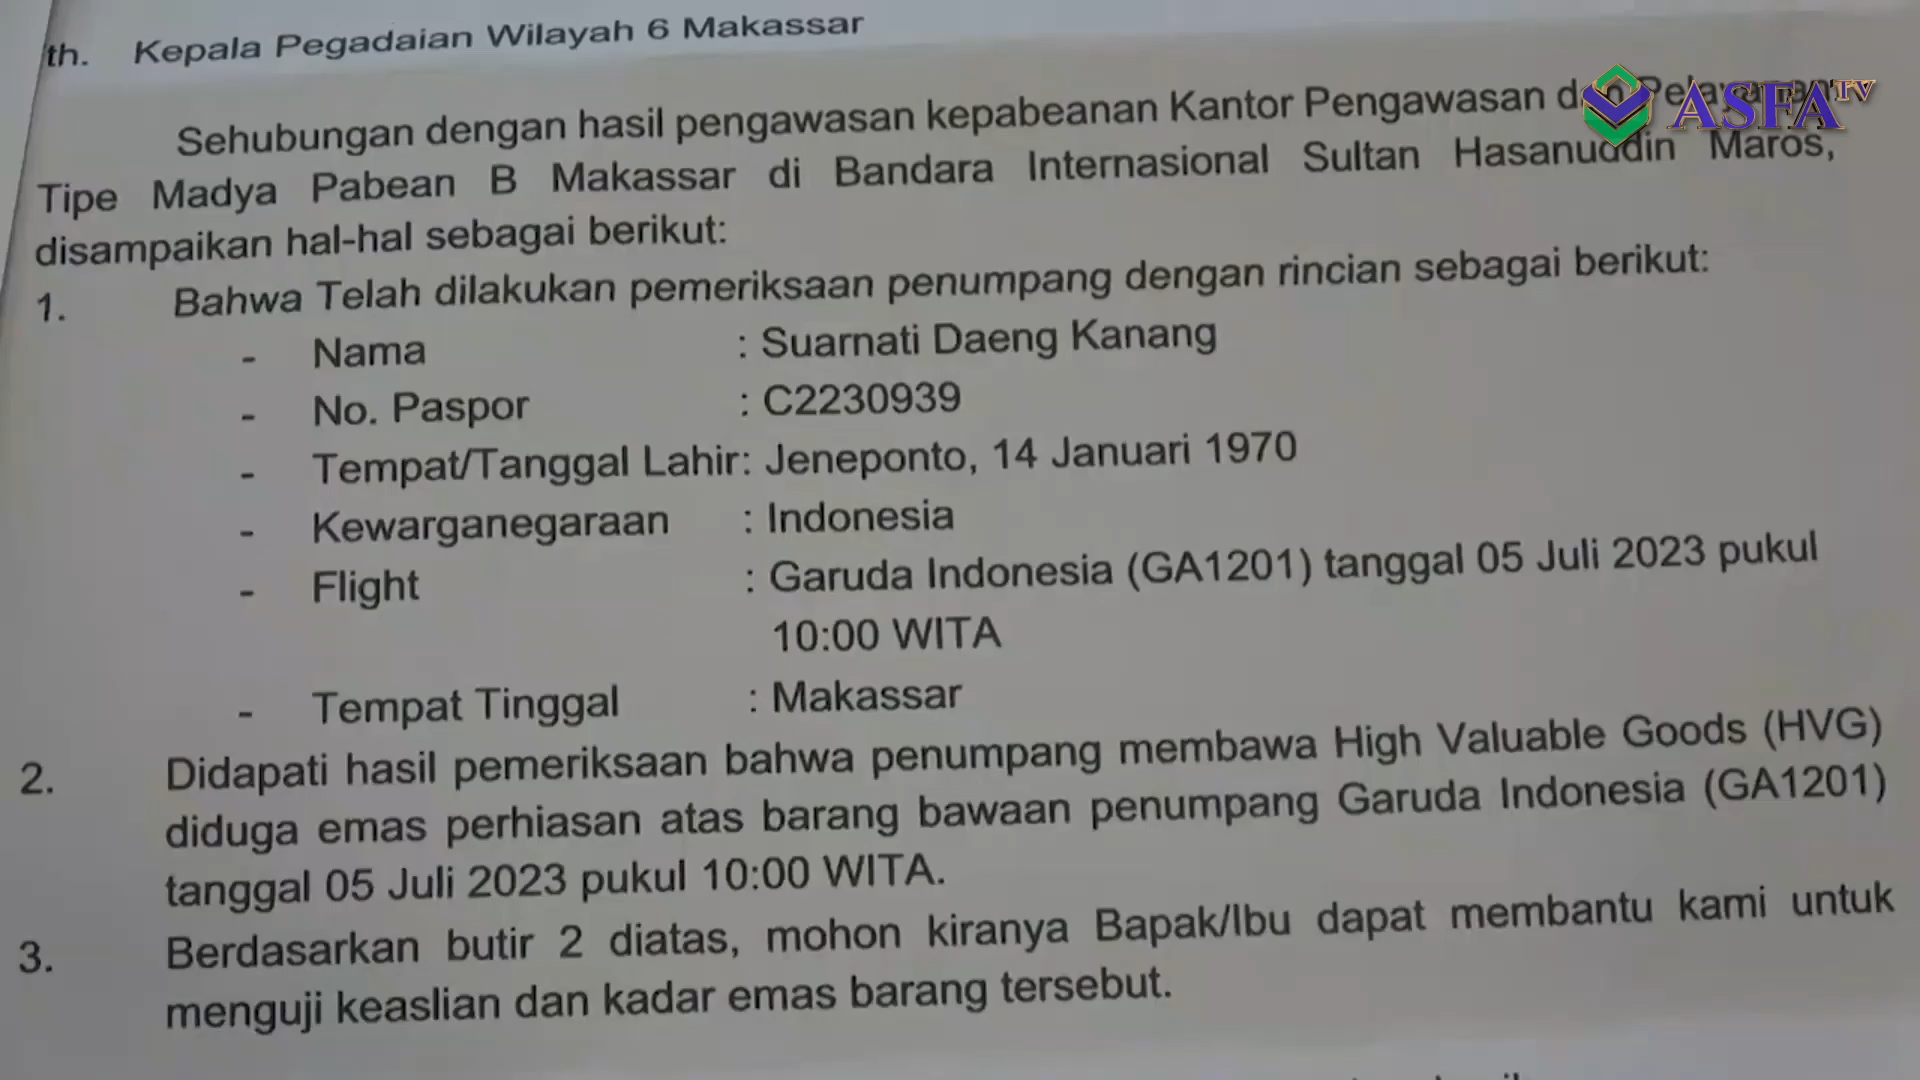 th. Kepala Pegadaian Wilayah 6 Makassar
ASFA TV
Sehubungan dengan hasil pengawasan kepabeanan Kantor Pengawasan dan Pelayanan
Tipe Madya Pabean B Makassar di Bandara Internasional Sultan Hasanuddin Maros,
disampaikan hal-hal sebagai berikut:
1. Bahwa Telah dilakukan pemeriksaan penumpang dengan rincian sebagai berikut:
- Nama : Suarnati Daeng Kanang
- No. Paspor : C2230939
- Tempat/Tanggal Lahir: Jeneponto, 14 Januari 1970
- Kewarganegaraan : Indonesia
- Flight : Garuda Indonesia (GA1201) tanggal 05 Juli 2023 pukul
10:00 WITA
- Tempat Tinggal : Makassar
2. Didapati hasil pemeriksaan bahwa penumpang membawa High Valuable Goods (HVG)
diduga emas perhiasan atas barang bawaan penumpang Garuda Indonesia (GA1201)
tanggal 05 Juli 2023 pukul 10:00 WITA.
3. Berdasarkan butir 2 diatas, mohon kiranya Bapak/Ibu dapat membantu kami untuk
menguji keaslian dan kadar emas barang tersebut.